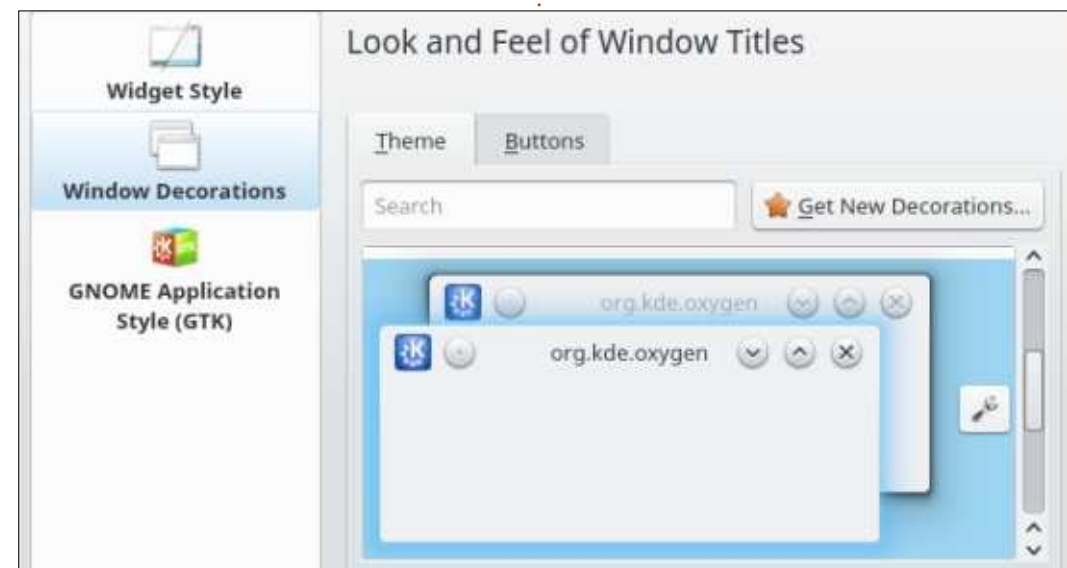 Widget Style
Window Decorations
GNOME Application
Style (GTK)
Look and Feel of Window Titles
Theme
Buttons
Search
Get New Decorations...
org.kde.oxygen
org.kde.oxygen